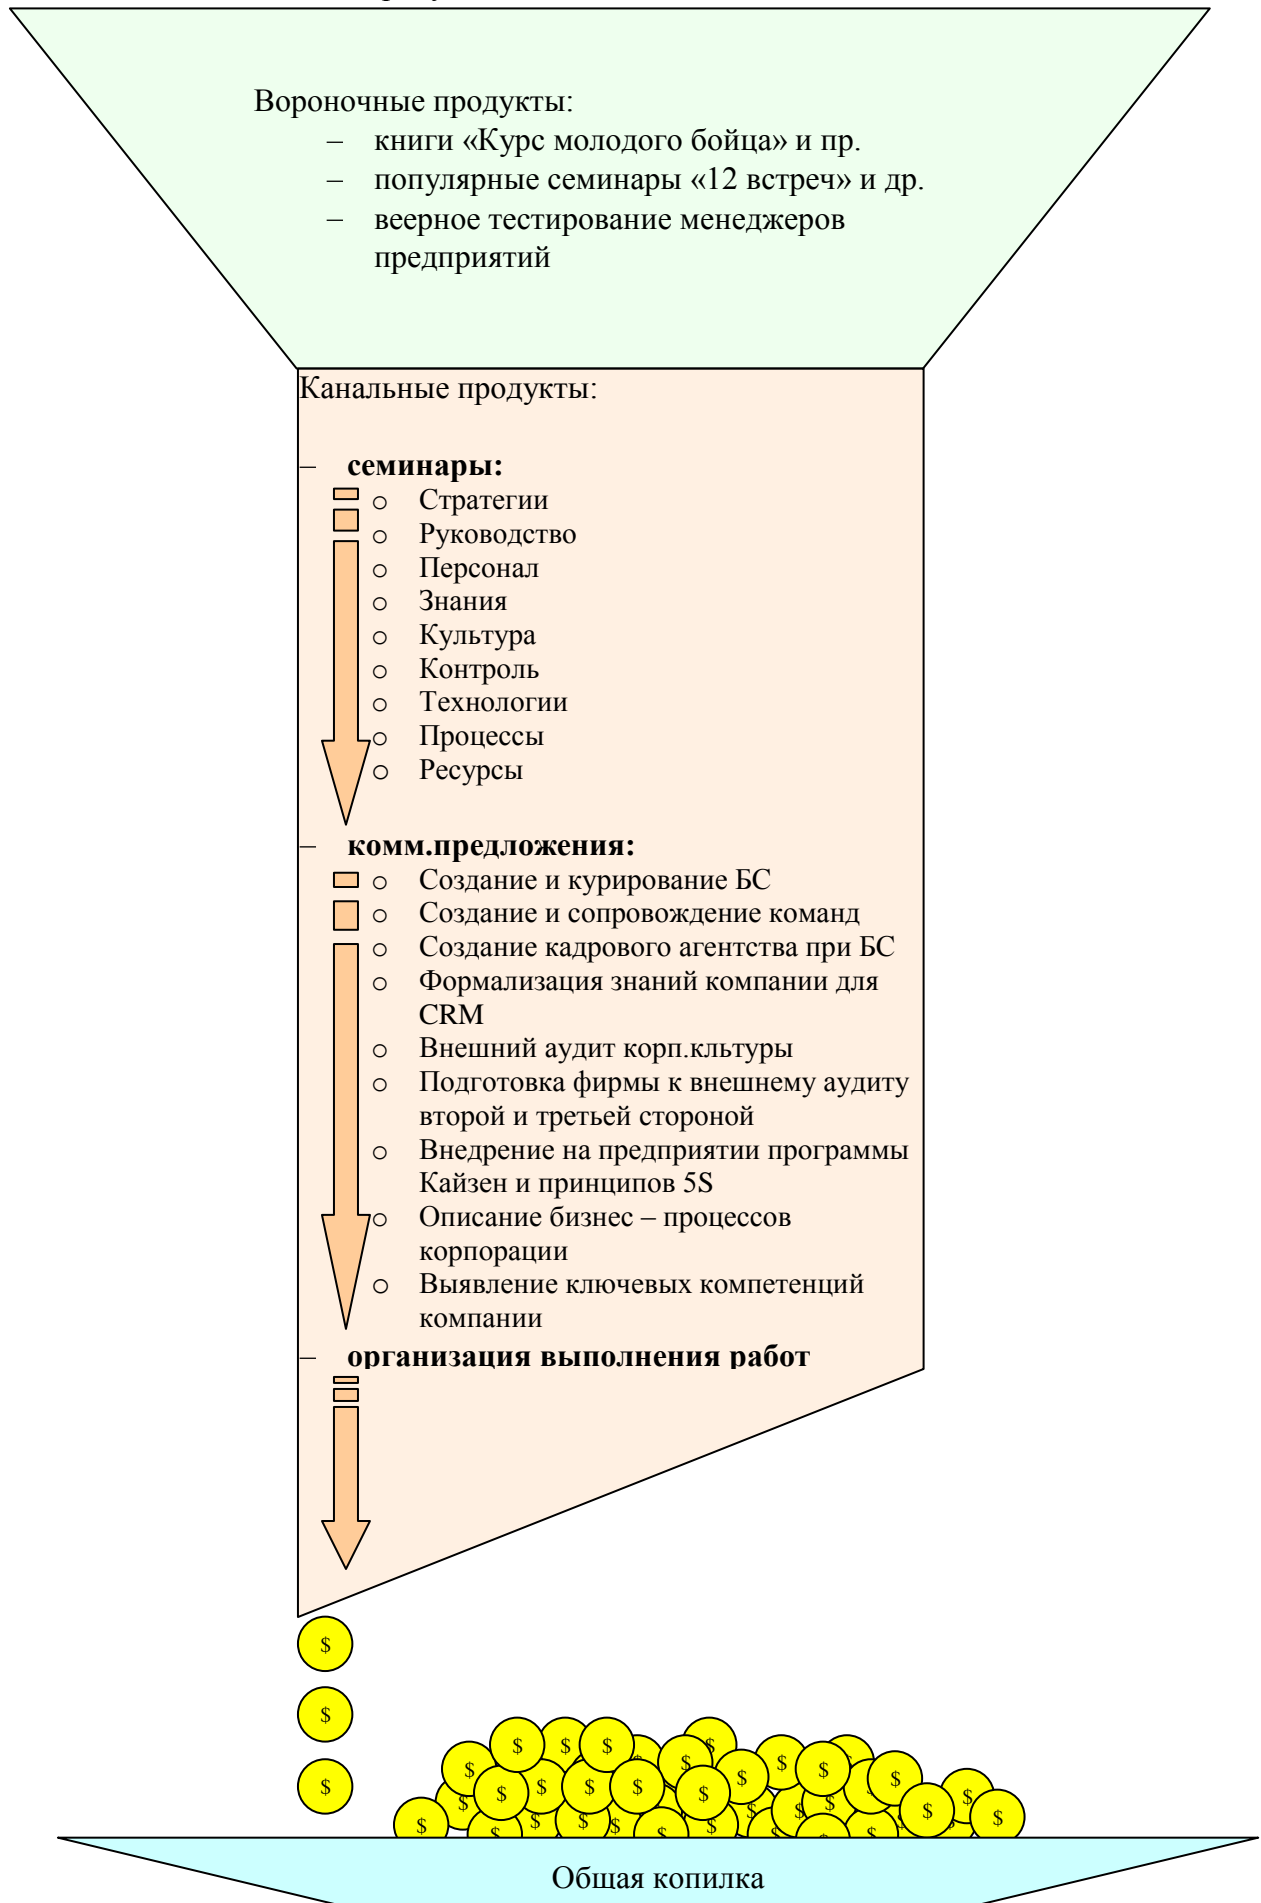 Вороночные продукты:
– книги «Курс молодого бойца» и пр.
– популярные семинары «12 встреч» и др.
– веерное тестирование менеджеров
предприятий
Канальные продукты:
– семинары:
o Стратегии
o Руководство
o Персонал
o Знания
o Культура
o Контроль
o Технологии
o Процессы
o Ресурсы
– комм.предложения:
o Создание и курирование БС
o Создание и сопровождение команд
o Создание кадрового агентства при БС
o Формализация знаний компании для
CRM
o Внешний аудит корп.кльтуры
o Подготовка фирмы к внешнему аудиту
второй и третьей стороной
o Внедрение на предприятии программы
Кайзен и принципов 5S
o Описание бизнес – процессов
корпорации
o Выявление ключевых компетенций
компании
– организация выполнения работ
$
$
$
$ $ $ $
$ $ $ $ $ $
$ $ $ $ $ $
$ $ $ $ $ $ $
Общая копилка